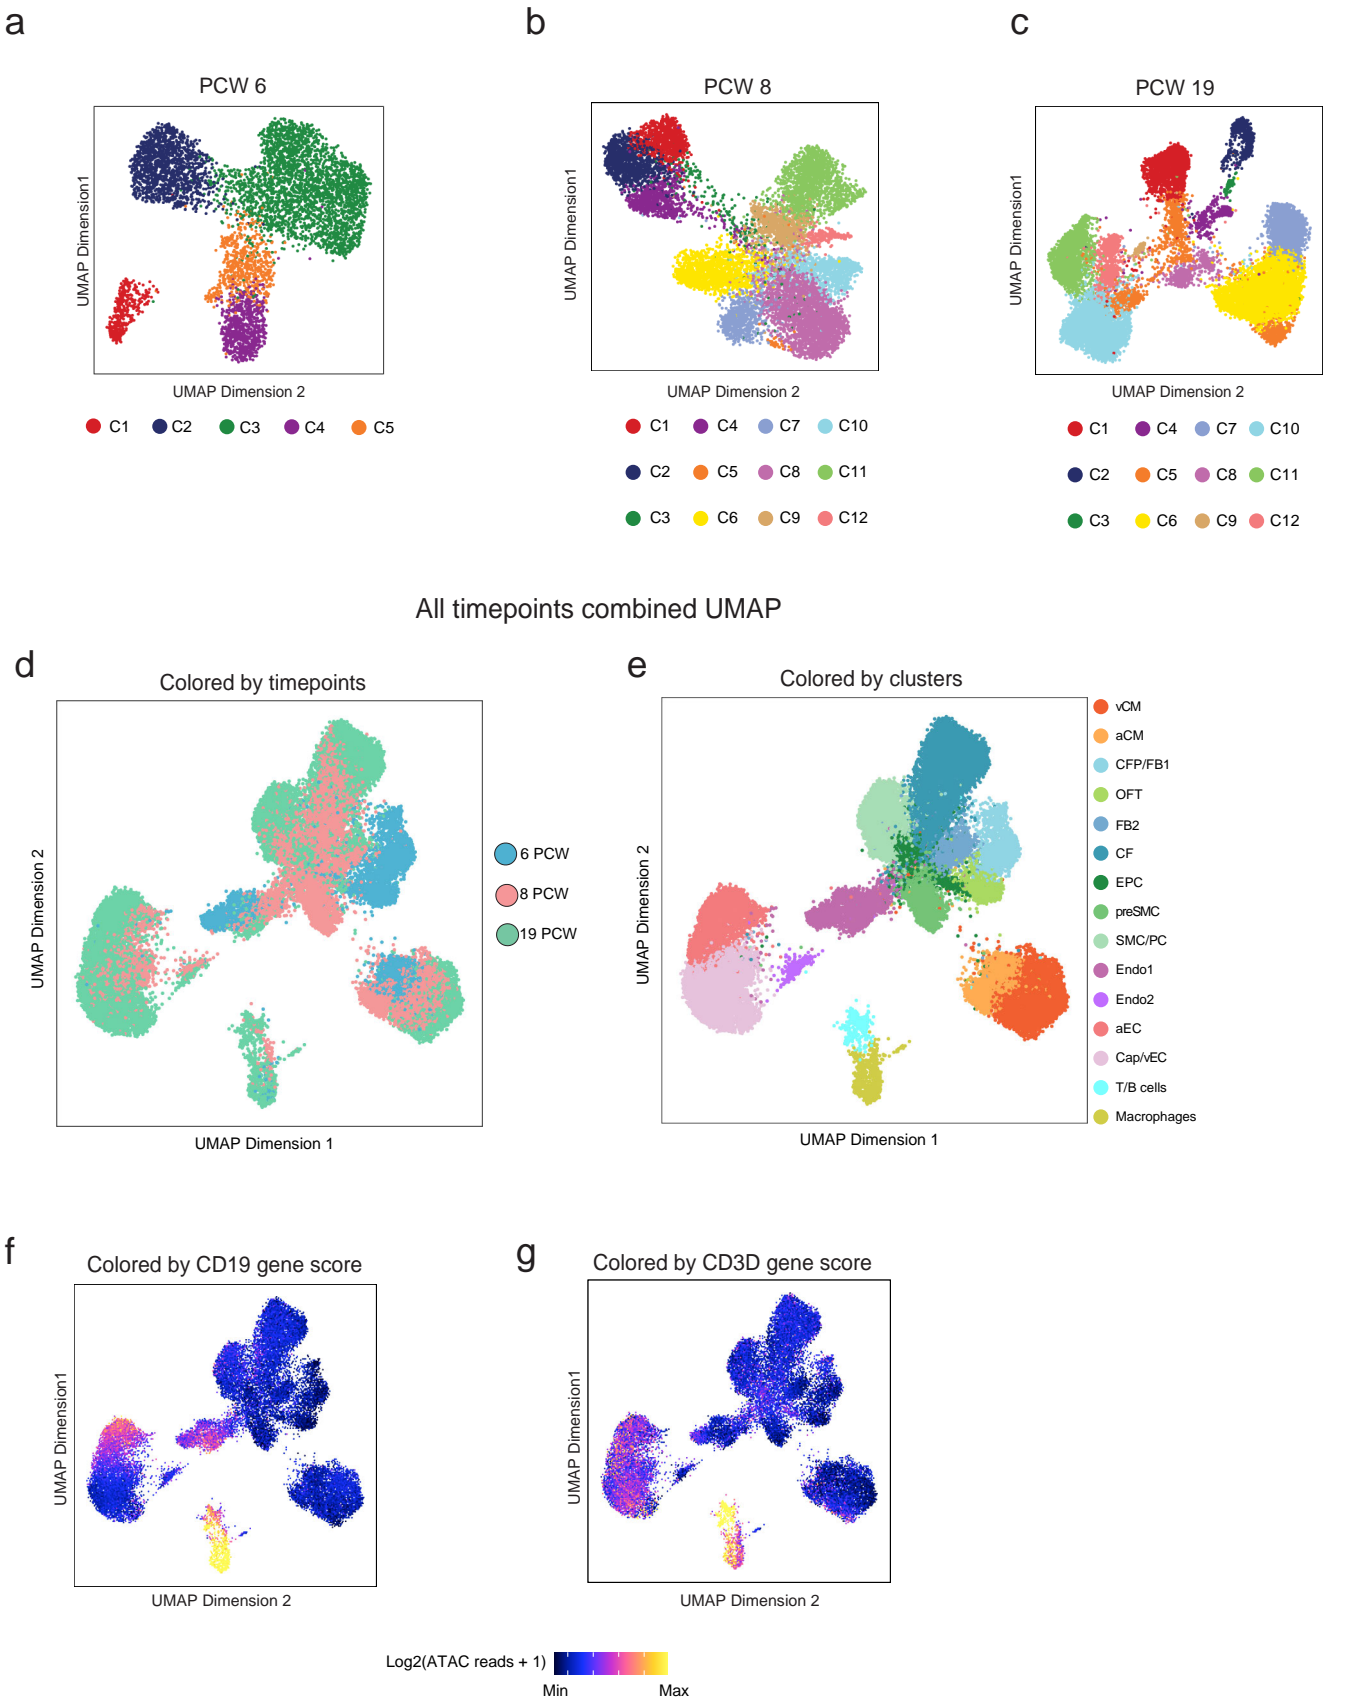 a
b
c
PCW 6
PCW 8
PCW 19
UMAP Dimension1
UMAP Dimension1
UMAP Dimension1
UMAP Dimension 2
UMAP Dimension 2
UMAP Dimension 2
C1 C2 C3 C4 C5
C1 C4 C7 C10
C2 C5 C8 C11
C3 C6 C9 C12
C1 C4 C7 C10
C2 C5 C8 C11
C3 C6 C9 C12
All timepoints combined UMAP
d
Colored by timepoints
UMAP Dimension 2
UMAP Dimension 1
6 PCW
8 PCW
19 PCW
e
Colored by clusters
UMAP Dimension 2
UMAP Dimension 1
vCM
aCM
CFP/FB1
OFT
FB2
CF
EPC
preSMC
SMC/PC
Endo1
Endo2
aEC
Cap/vEC
T/B cells
Macrophages
f
Colored by CD19 gene score
UMAP Dimension1
UMAP Dimension 2
g
Colored by CD3D gene score
UMAP Dimension1
UMAP Dimension 2
Log2(ATAC reads + 1)
Min Max